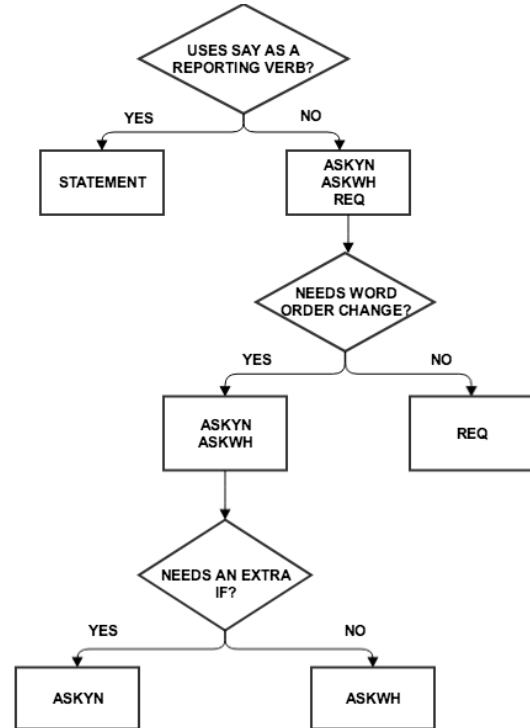 USES SAY AS A
REPORTING VERB?
YES
NO
STATEMENT
ASKYN
ASKWH
REQ
NEEDS WORD
ORDER CHANGE?
YES
NO
ASKYN
ASKWH
REQ
NEEDS AN EXTRA
IF?
YES
NO
ASKYN
ASKWH